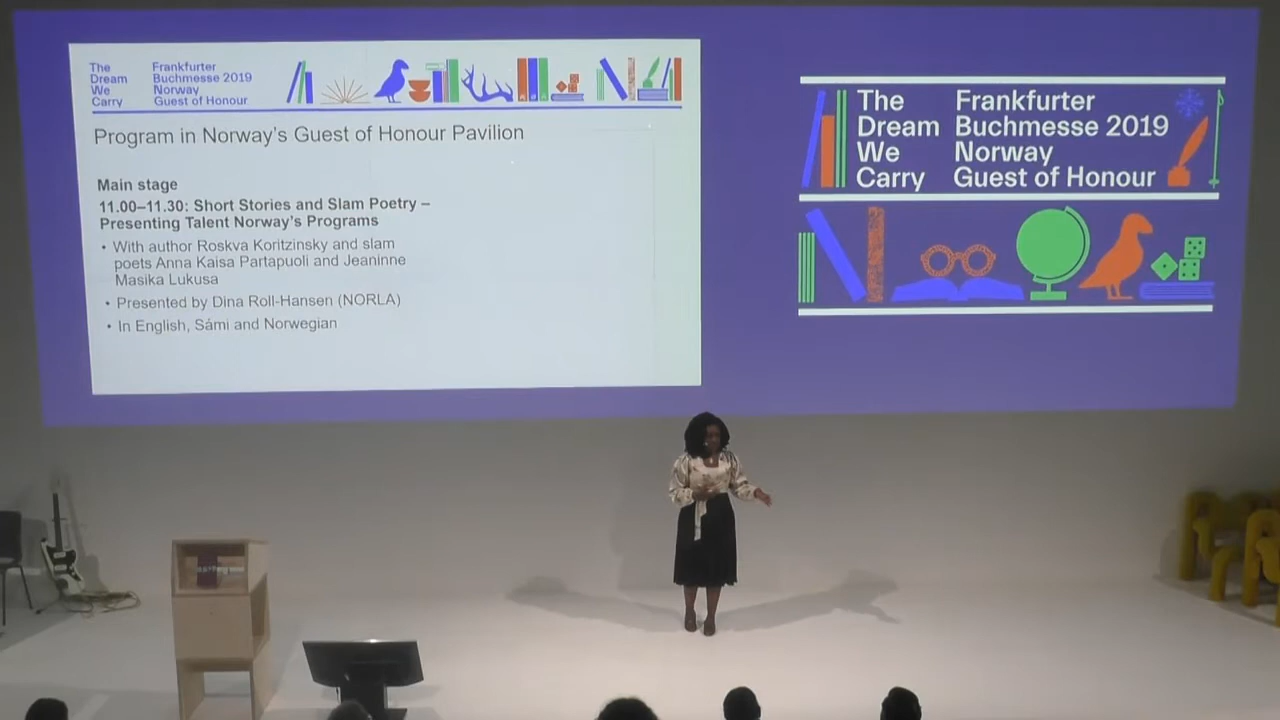 The
Dream
We
Carry
Frankfurter
Buchmesse 2019
Norway
Guest of Honour
Program in Norway's Guest of Honour Pavilion
Main stage
11.00–11.30: Short Stories and Slam Poetry –
Presenting Talent Norway's Programs
• With author Roskva Koritzinsky and slam
poets Anna Kaisa Partapuoli and Jeaninne
Masika Lukusa
• Presented by Dina Roll-Hansen (NORLA)
• In English, Sámi and Norwegian
The
Dream
We
Carry
Frankfurter
Buchmesse 2019
Norway
Guest of Honour